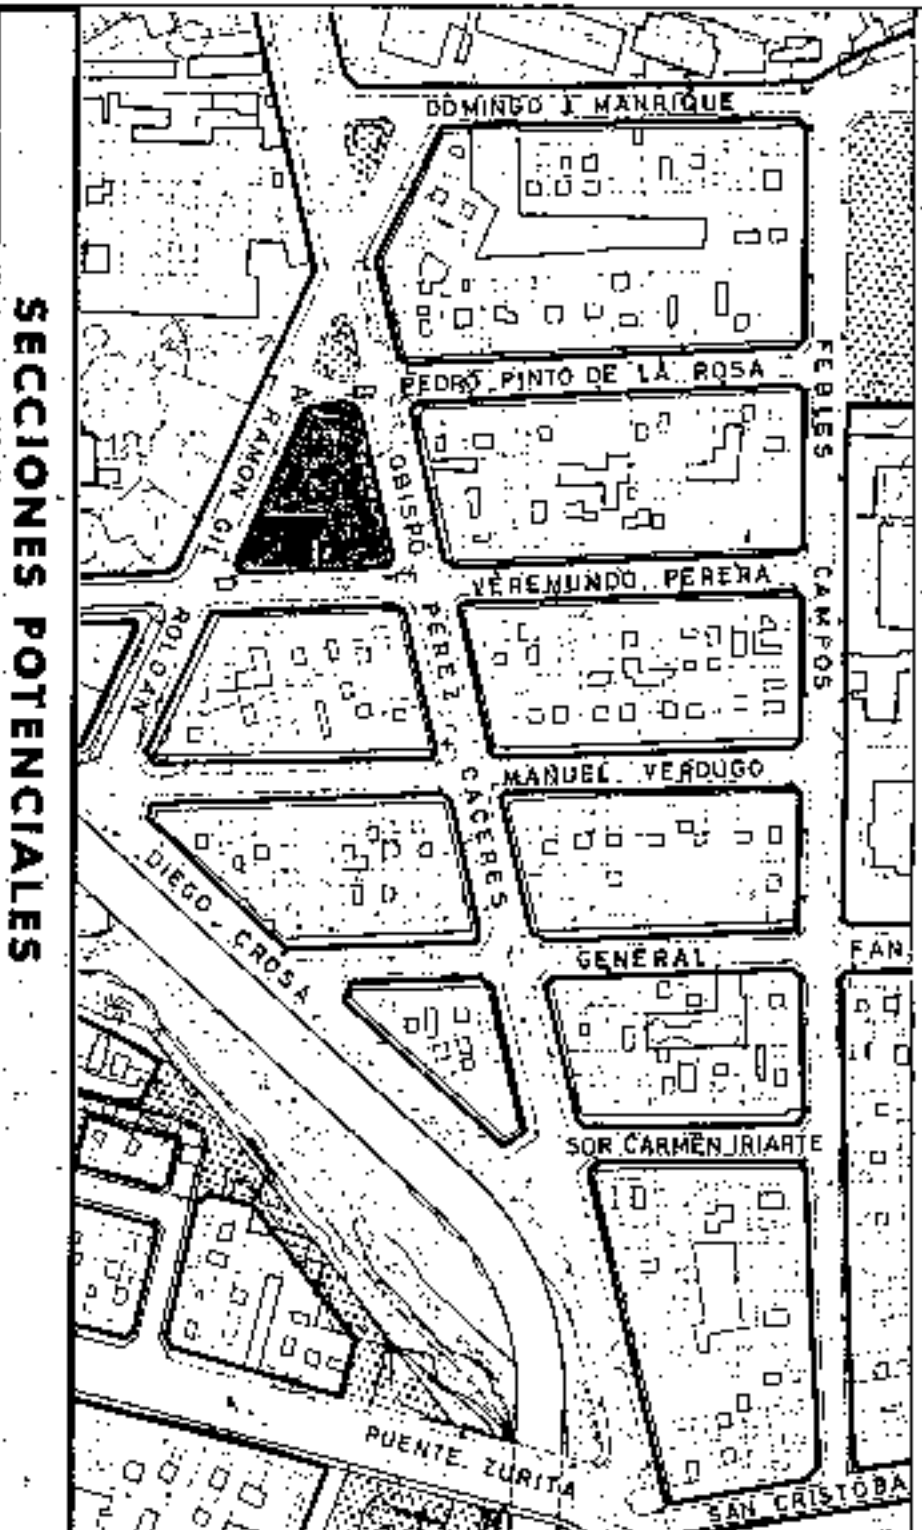 SECCIONES POTENCIALES
DOMINGO J. MANRIQUE
PEDRO PINTO DE LA ROSA
FEBLES CAMPOS
A
B
RAMON GIL
ROLDAN
OBISPO PEREZ CACERES
D
VEREMUNDO PERERA
MANUEL VERDUGO
DIEGO CROSA
GENERAL
FAN
SOR CARMEN IRIARTE
PUENTE ZURITA
SAN CRISTOBA